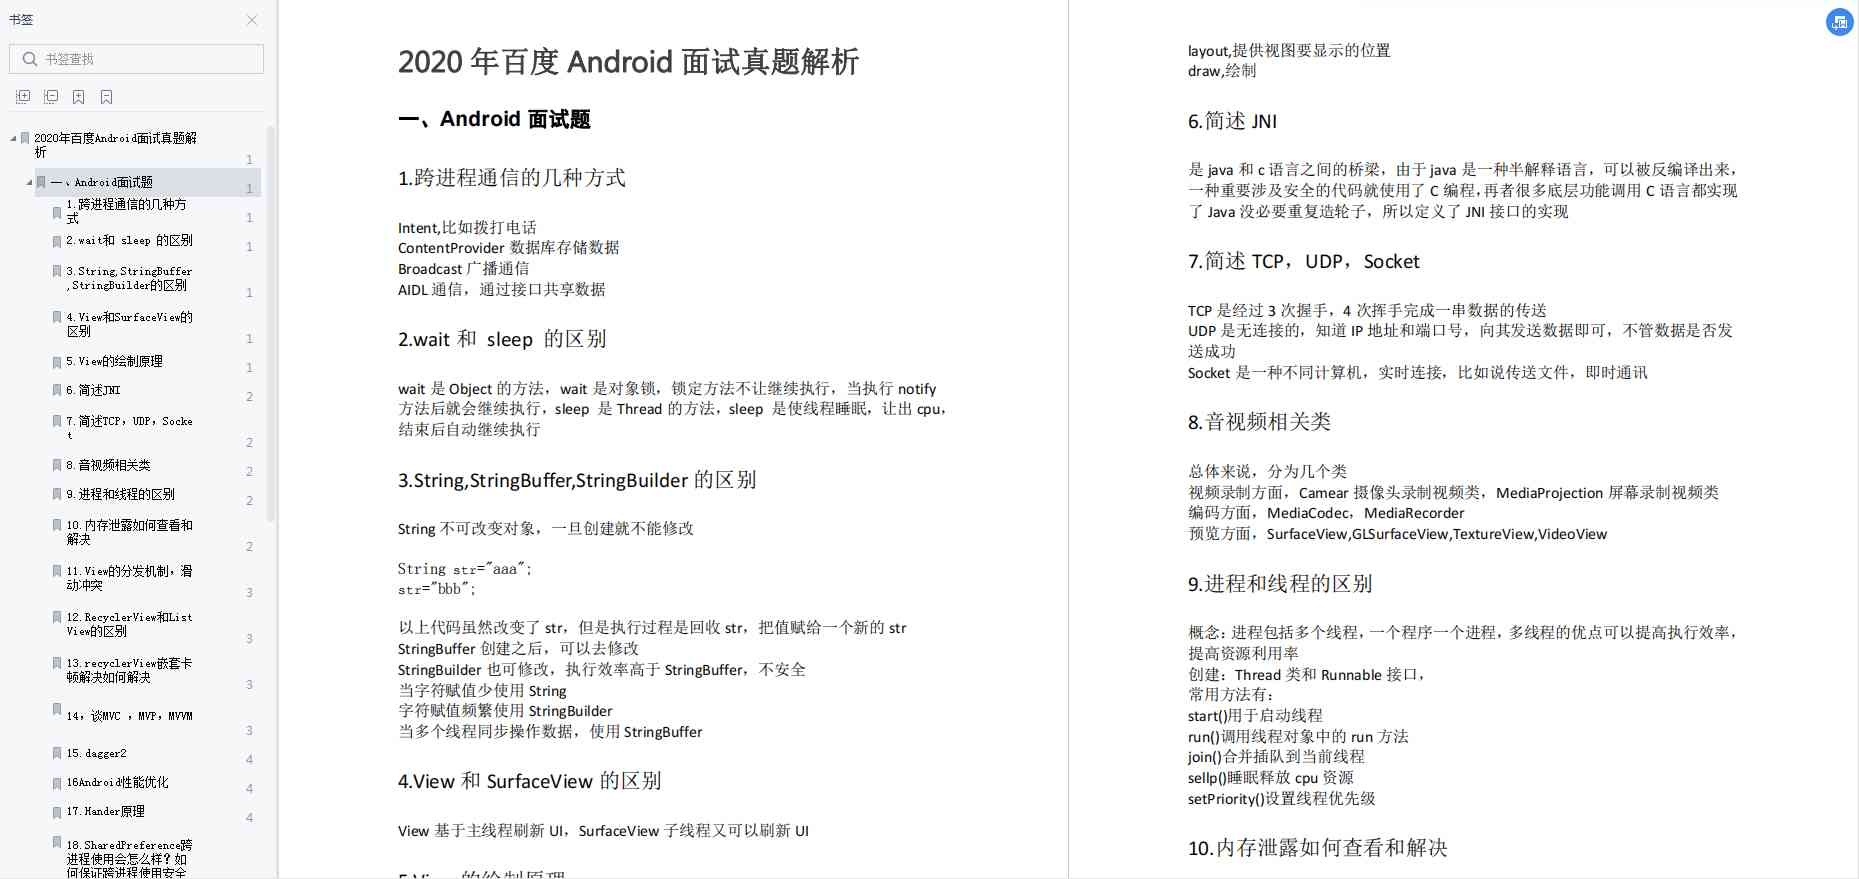 书签
书签查找
2020年百度Android面试真题解
析
1
一、Android面试题
1
1.跨进程通信的几种方
式
1
2.wait和 sleep 的区别
1
3.String,StringBuffer
,StringBuilder的区别
1
4.View和SurfaceView的
区别
1
5.View的绘制原理
1
6.简述JNI
2
7.简述TCP，UDP，Socke
t
2
8.音视频相关类
2
9.进程和线程的区别
2
10.内存泄露如何查看和
解决
2
11.View的分发机制，滑
动冲突
3
12.RecyclerView和List
View的区别
3
13.recyclerView嵌套卡
顿解决如何解决
3
14，谈MVC ，MVP，MVVM
3
15.dagger2
4
16Android性能优化
4
17.Hander原理
4
18.SharedPreference跨
进程使用会怎么样？如
何保证跨进程使用安全
2020 年百度 Android 面试真题解析
一、Android 面试题
1.跨进程通信的几种方式
Intent,比如拨打电话
ContentProvider 数据库存储数据
Broadcast 广播通信
AIDL 通信，通过接口共享数据
2.wait 和 sleep 的区别
wait 是 Object 的方法，wait 是对象锁，锁定方法不让继续执行，当执行 notify
方法后就会继续执行，sleep 是 Thread 的方法，sleep 是使线程睡眠，让出 cpu，
结束后自动继续执行
3.String,StringBuffer,StringBuilder 的区别
String 不可改变对象，一旦创建就不能修改
String str="aaa";
str="bbb";
以上代码虽然改变了 str，但是执行过程是回收 str，把值赋给一个新的 str
StringBuffer 创建之后，可以去修改
StringBuilder 也可修改，执行效率高于 StringBuffer，不安全
当字符赋值少使用 String
字符赋值频繁使用 StringBuilder
当多个线程同步操作数据，使用 StringBuffer
4.View 和 SurfaceView 的区别
View 基于主线程刷新 UI，SurfaceView 子线程又可以刷新 UI
5.View 的绘制原理
layout,提供视图要显示的位置
draw,绘制
6.简述 JNI
是 java 和 c 语言之间的桥梁，由于 java 是一种半解释语言，可以被反编译出来，
一种重要涉及安全的代码就使用了 C 编程，再者很多底层功能调用 C 语言都实现
了 Java 没必要重复造轮子，所以定义了 JNI 接口的实现
7.简述 TCP，UDP，Socket
TCP 是经过 3 次握手，4 次挥手完成一串数据的传送
UDP 是无连接的，知道 IP 地址和端口号，向其发送数据即可，不管数据是否发
送成功
Socket 是一种不同计算机，实时连接，比如说传送文件，即时通讯
8.音视频相关类
总体来说，分为几个类
视频录制方面，Camear 摄像头录制视频类，MediaProjection 屏幕录制视频类
编码方面，MediaCodec，MediaRecorder
预览方面，SurfaceView,GLSurfaceView,TextureView,VideoView
9.进程和线程的区别
概念：进程包括多个线程，一个程序一个进程，多线程的优点可以提高执行效率，
提高资源利用率
创建：Thread 类和 Runnable 接口，
常用方法有：
start()用于启动线程
run()调用线程对象中的 run 方法
join()合并插队到当前线程
sellp()睡眠释放 cpu 资源
setPriority()设置线程优先级
10.内存泄露如何查看和解决